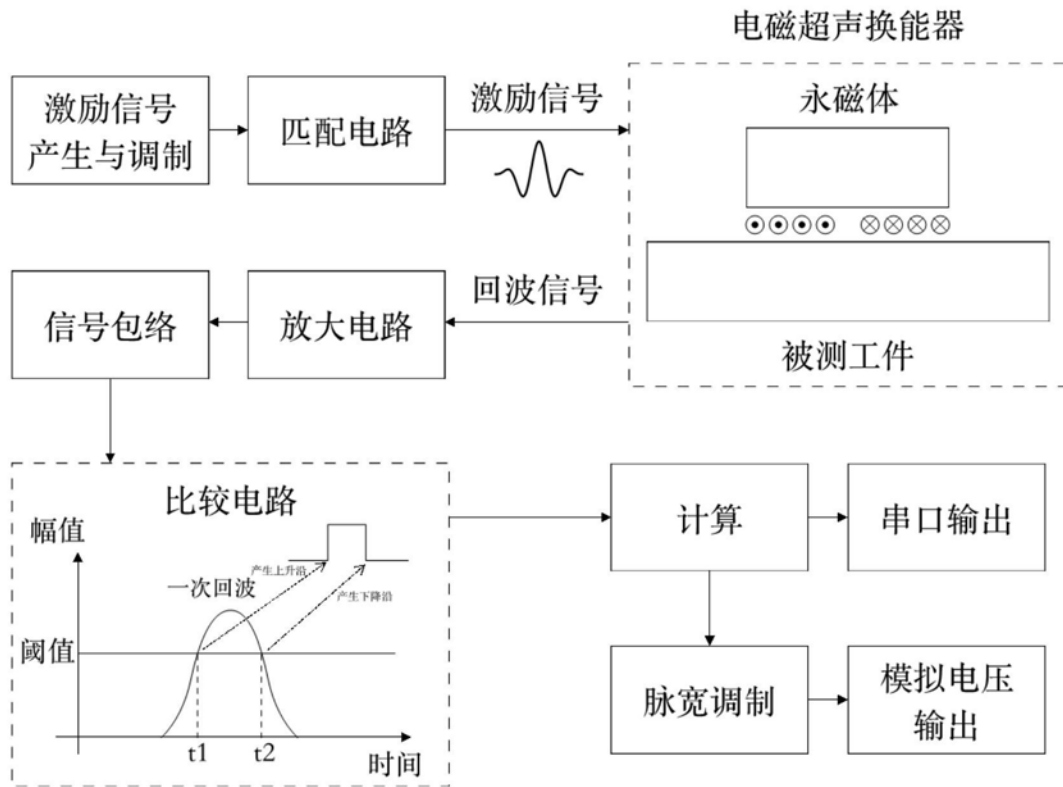 电磁超声换能器
激励信号
产生与调制
匹配电路
激励信号
永磁体
信号包络
放大电路
回波信号
被测工件
比较电路
幅值
产生上升沿
一次回波
产生下降沿
阈值
t1
t2
时间
计算
串口输出
脉宽调制
模拟电压
输出